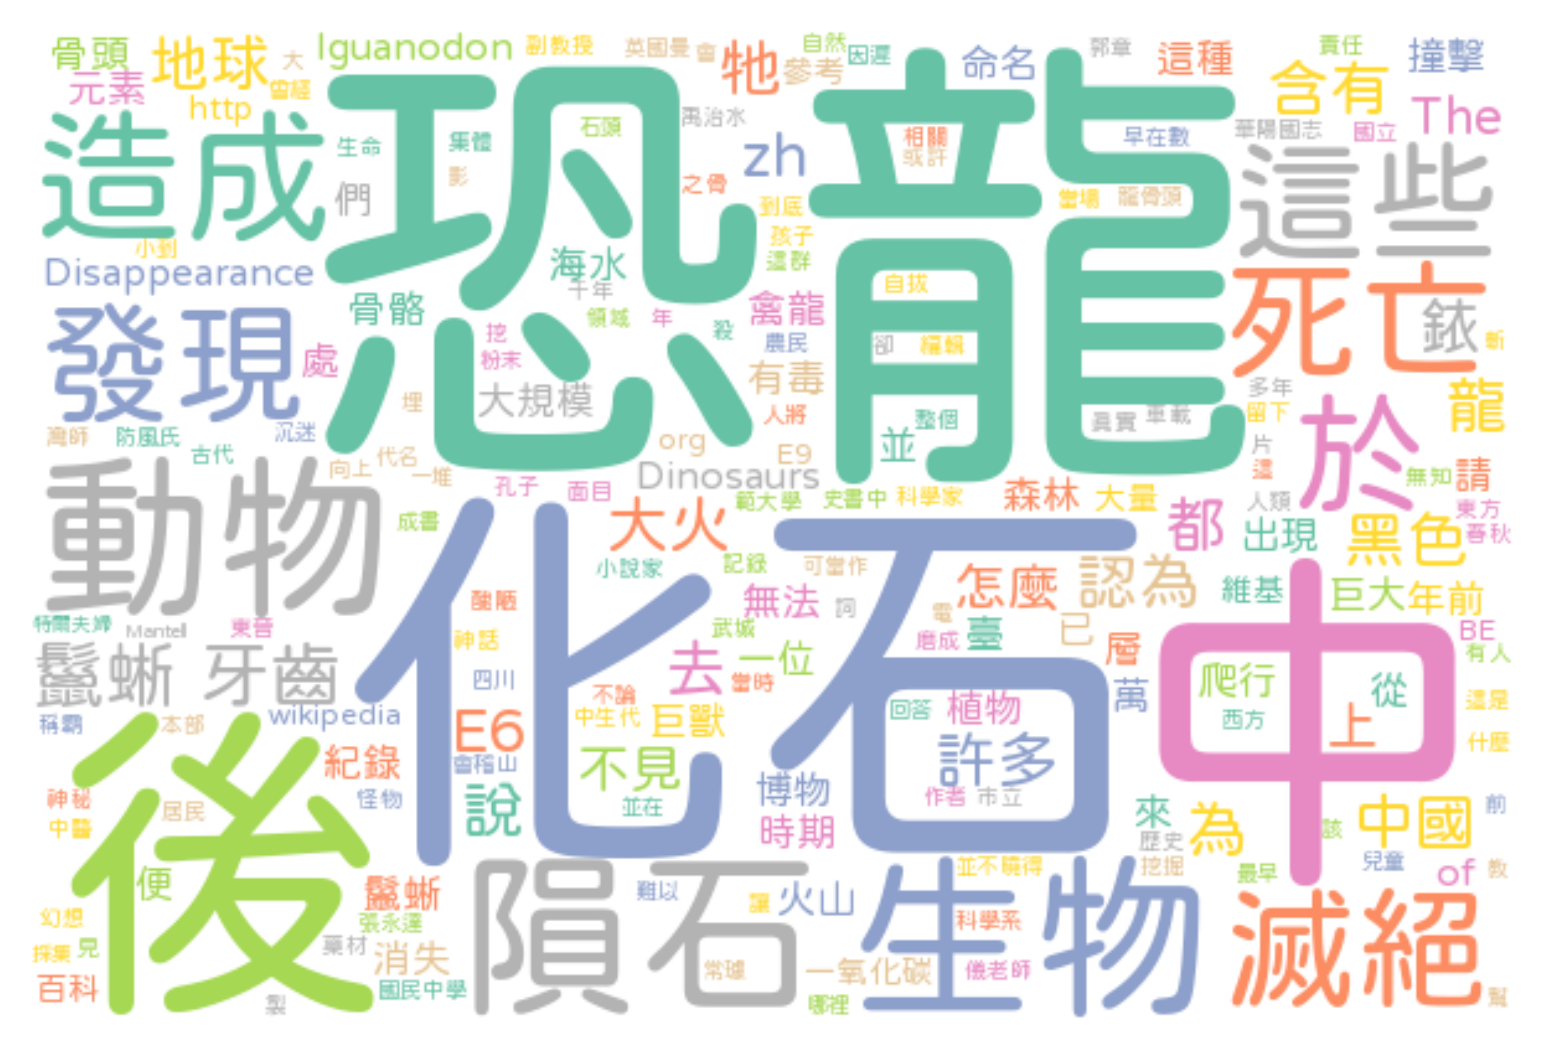 骨頭 地球 大 Iguanodon 副教授 英國曼 會 牠 自然 因遲 命名 郭章 這種 責任 撞擊
元素 http 曾經 參考 含有 The
造成 恐龍 生命 集體 石頭 禹治水 zh 相關 或許 早在數 華陽國志 國立
們 影 之骨 到底 當場 龍骨頭 這些
小到 孩子 這群
Disappearance 海水 千年 自拔 死亡
發現 骨骼 領域 年 禽龍 殺 農民 卻 蝙蝠 銥 斷
處 挖 粉末 大規模 有毒 多年 龍
埋 人將 整個 真實 車載 留下
灣師 防風氏 沉迷 古代 向上 代名 一堆 org E9 並 片 於
動物 孔子 面目 Dinosaurs 這 無知 請
成書 大火 範大學 史書中 科學家 森林 大量 都 人類 東方
化石 中 小說家 記錄 可當作 出現 黑色 春秋
醜陋 無法 詞 怎麼 認為 維基 巨大 年前
特爾夫婦 Mantell 東音 神話 武城 電 磨成 臺 已 層 BE
鬣蜥 牙齒 四川 去 一位 當時 爬行 從 有人
不論 中生代 巨獸 回答 植物 萬 西方 上 這是
稱霸 本部 wikipedia E6 什麼
後 紀錄 會稽山 不見 許多
神秘 居民 怪物 說 並在 博物 作者 市立 來 為 中國 前
中醫 時期 歷史 該
便 鬣蜥 隕石 難以 讓 火山 生物 並不曉得 挖掘 最早 兒童 of 教
幻想 張永達 科學系 滅絕
採集 見 藥材 消失 常璩 一氧化碳 儀老師
百科 製 國民中學 哪裡 幫